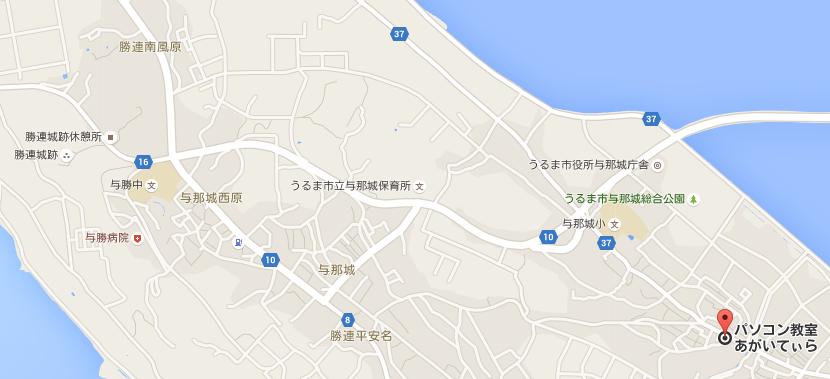 37
勝連南風原
37
勝連城跡休憩所
勝連城跡
16
うるま市役所与那城庁舎
与勝中
文
うるま市立与那城保育所
文
与那城西原
うるま市与那城総合公園
与那城小
文
与勝病院
10
37
10
与那城
8
勝連平安名
パソコン教室
あがいてぃら